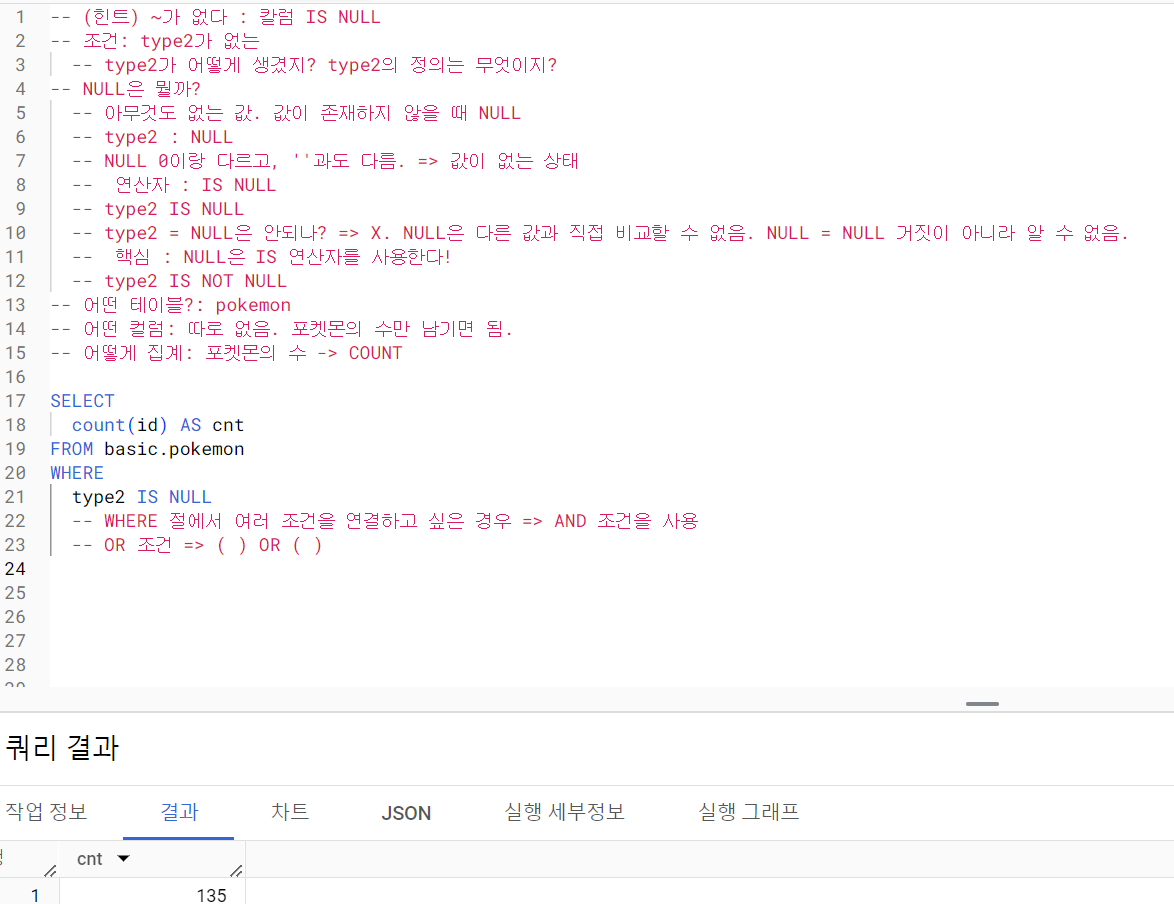 1 -- (힌트) ~가 없다 : 칼럼 IS NULL
2 -- 조건: type2가 없는
3 -- type2가 어떻게 생겼지? type2의 정의는 무엇이지?
4 -- NULL은 뭘까?
5 -- 아무것도 없는 값. 값이 존재하지 않을 때 NULL
6 -- type2 : NULL
7 -- NULL 0이랑 다르고, ''과도 다름. => 값이 없는 상태
8 --  연산자 : IS NULL
9 -- type2 IS NULL
10 -- type2 = NULL은 안되나? => X. NULL은 다른 값과 직접 비교할 수 없음. NULL = NULL 거짓이 아니라 알 수 없음.
11 --  핵심 : NULL은 IS 연산자를 사용한다!
12 -- type2 IS NOT NULL
13 -- 어떤 테이블?: pokemon
14 -- 어떤 컬럼: 따로 없음. 포켓몬의 수만 남기면 됨.
15 -- 어떻게 집계: 포켓몬의 수 -> COUNT
16
17 SELECT
18 count(id) AS cnt
19 FROM basic.pokemon
20 WHERE
21 type2 IS NULL
22 -- WHERE 절에서 여러 조건을 연결하고 싶은 경우 => AND 조건을 사용
23 -- OR 조건 => ( ) OR ( )
24
25
26
27
28
쿼리 결과
작업 정보 결과 차트 JSON 실행 세부정보 실행 그래프
cnt
1 135